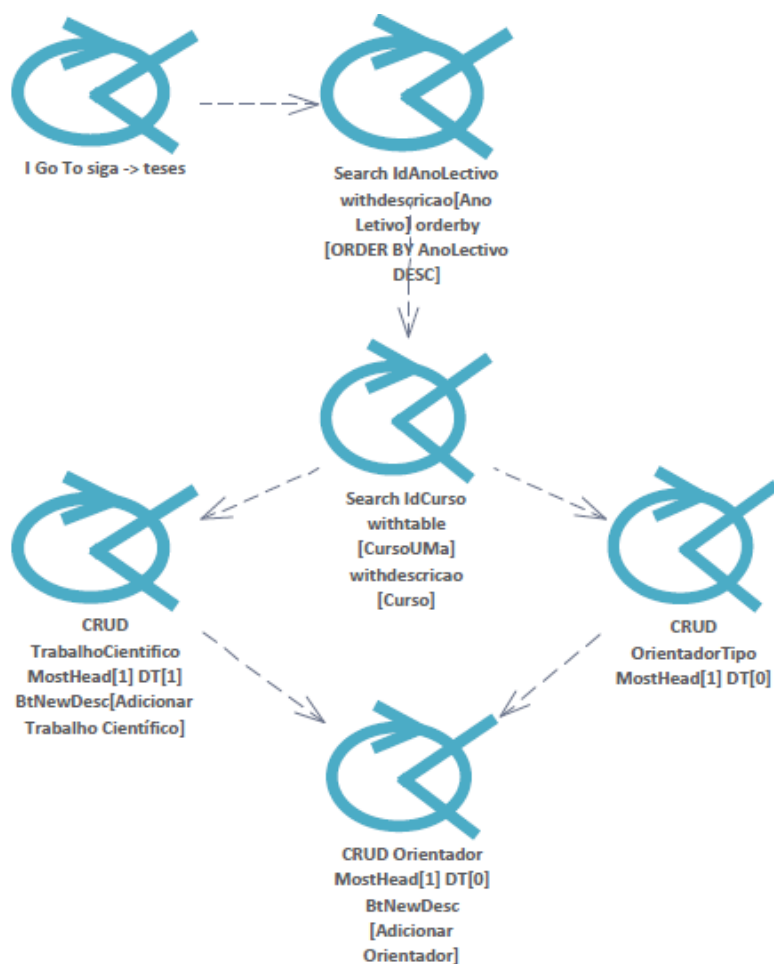 I Go To siga -> teses
Search IdAnoLectivo
withdescricao[Ano
Letivo] orderby
[ORDER BY AnoLectivo
DESC]
Search IdCurso
withtable
[CursoUMa]
withdescricao
[Curso]
CRUD
TrabalhoCientifico
MostHead[1] DT[1]
BtNewDesc[Adicionar
Trabalho Científico]
CRUD
OrientadorTipo
MostHead[1] DT[0]
CRUD Orientador
MostHead[1] DT[0]
BtNewDesc
[Adicionar
Orientador]